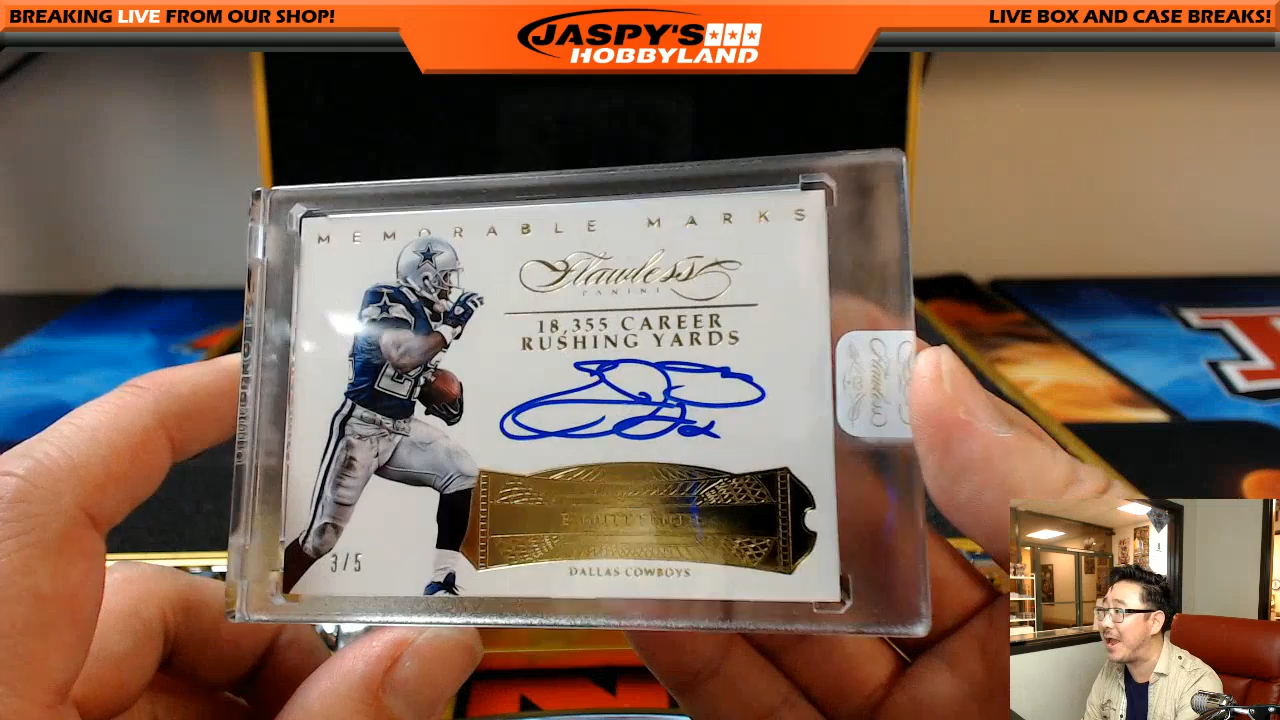 BREAKING LIVE FROM OUR SHOP!
JASPY'S
HOBBYLAND
LIVE BOX AND CASE BREAKS!
MEMORABLE MARKS
Flawless
PANINI
18,355 CAREER
RUSHING YARDS
Flawless
3/5
DALLAS COWBOYS